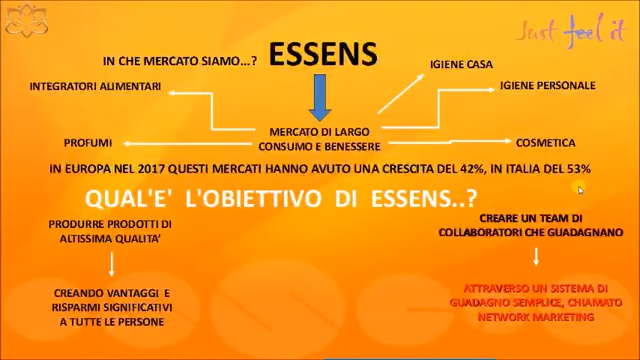 Just feel it
IN CHE MERCATO SIAMO...?
ESSENS
IGIENE CASA
INTEGRATORI ALIMENTARI
IGIENE PERSONALE
MERCATO DI LARGO
CONSUMO E BENESSERE
PROFUMI
COSMETICA
IN EUROPA NEL 2017 QUESTI MERCATI HANNO AVUTO UNA CRESCITA DEL 42%, IN ITALIA DEL 53%
QUAL'E' L'OBIETTIVO DI ESSENS..?
PRODURRE PRODOTTI DI
ALTISSIMA QUALITA'
CREANDO VANTAGGI E
RISPARMI SIGNIFICATIVI
A TUTTE LE PERSONE
CREARE UN TEAM DI
COLLABORATORI CHE GUADAGNANO
ATTRAVERSO UN SISTEMA DI
GUADAGNO SEMPLICE, CHIAMATO
NETWORK MARKETING